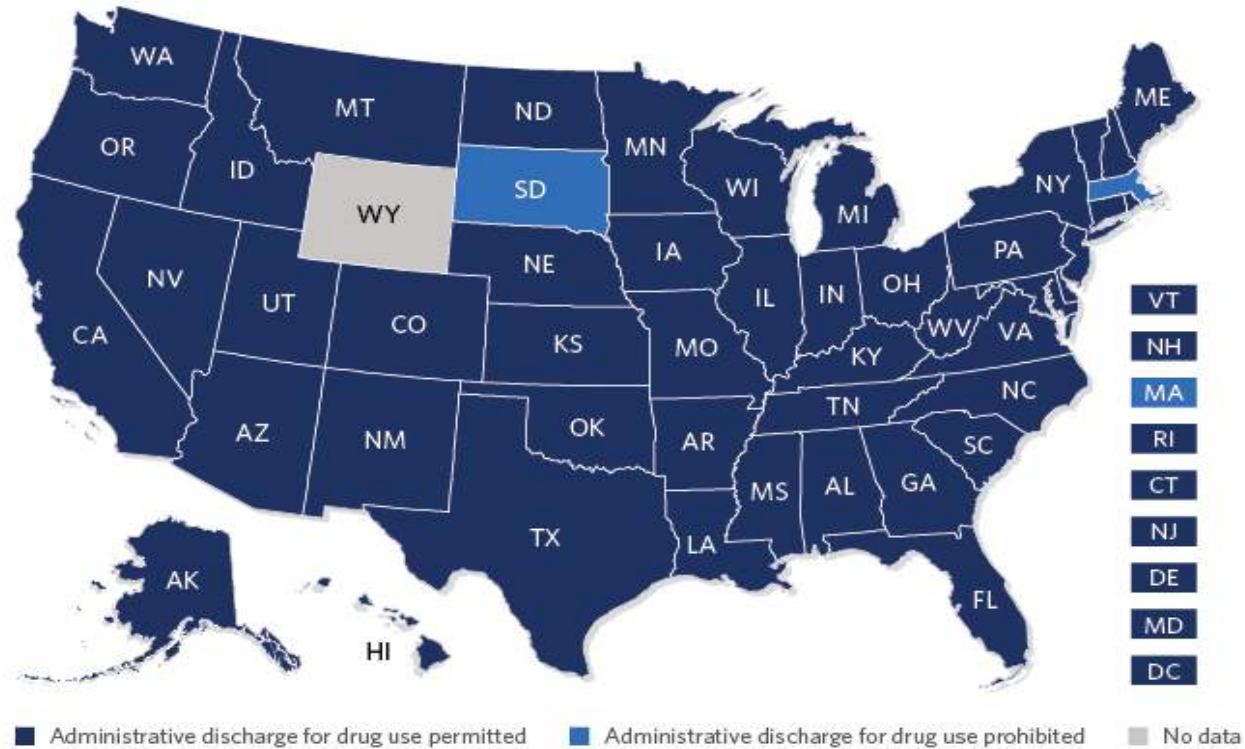 WA
MT
ND
MN
ME
OR
ID
SD
WI
NY
WY
MI
IA
PA
NE
NV
UT
IL
IN
OH
CO
WV
VA
CA
KS
MO
KY
NC
TN
AZ
NM
OK
AR
SC
MS
AL
GA
TX
LA
AK
FL
HI
VT
NH
MA
RI
CT
NJ
DE
MD
DC
Administrative discharge for drug use permitted
Administrative discharge for drug use prohibited
No data